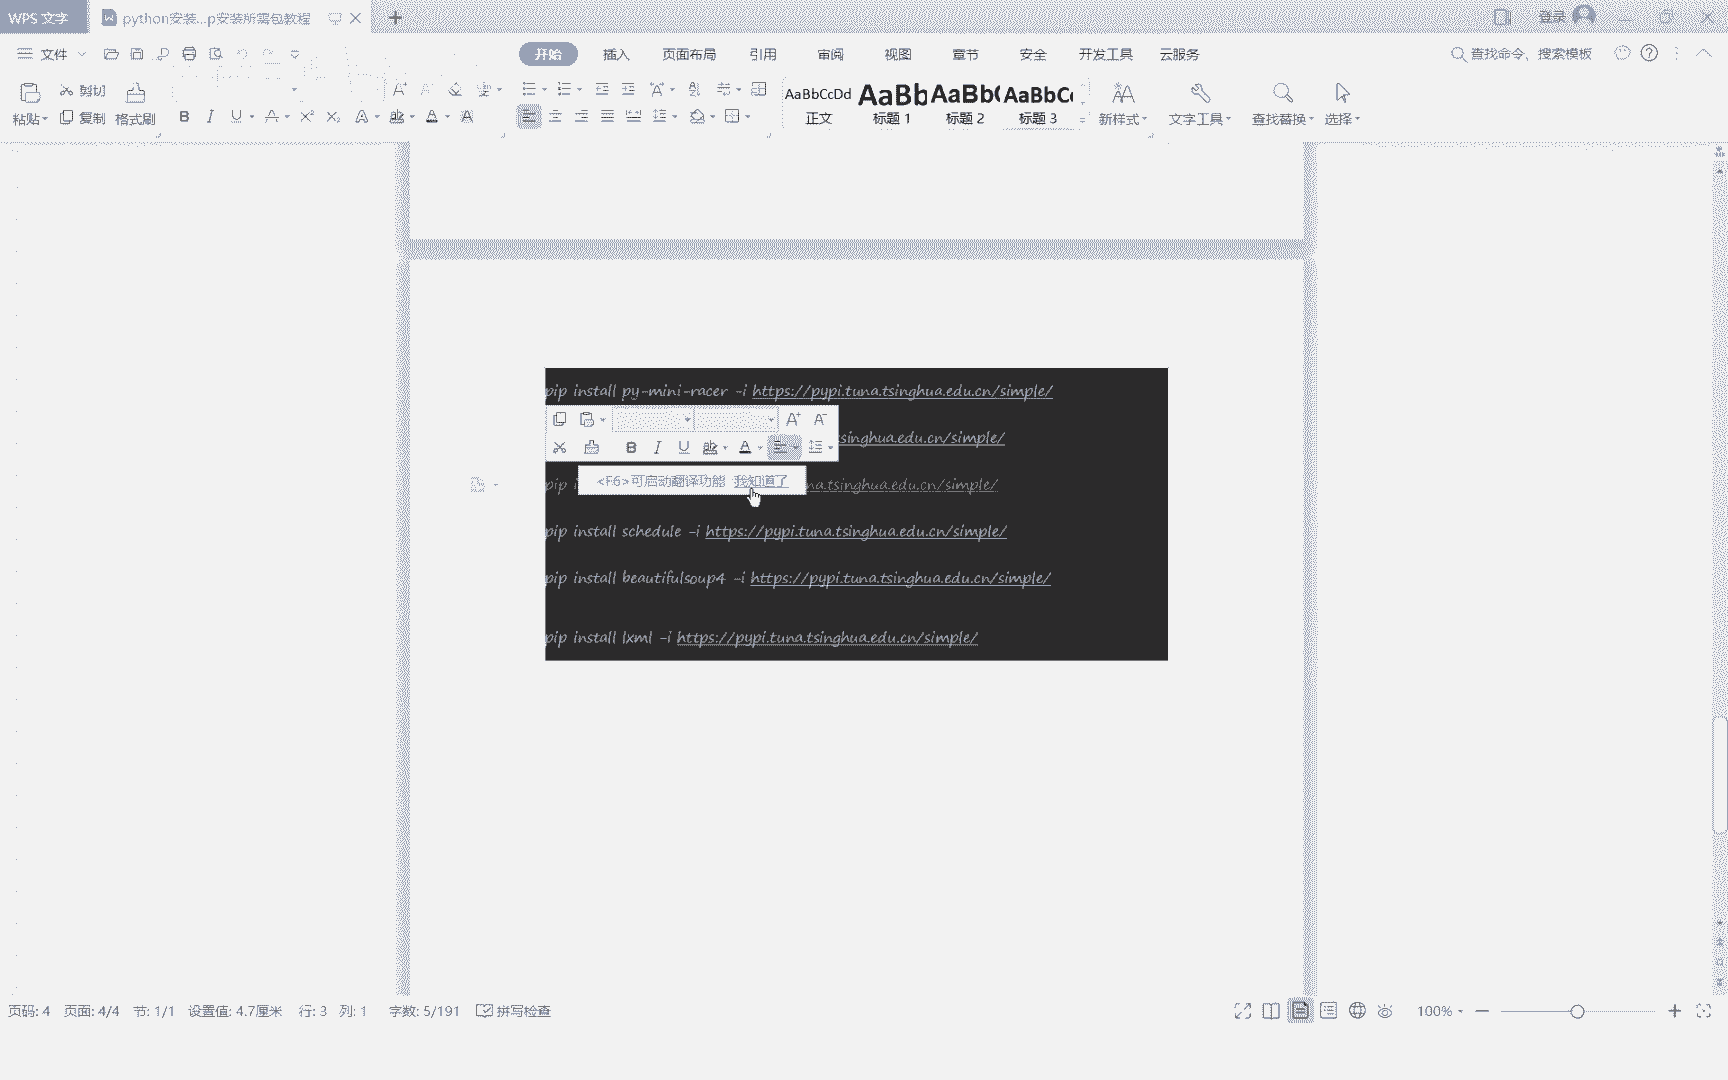 WPS 文字 python安装...p安装所需包教程 登录
文件 开始 插入 页面布局 引用 审阅 视图 章节 安全 开发工具 云服务 查找命令、搜索模板
剪切 AaBbCcDd AaBb AaBb( AaBbC
粘贴 复制 格式刷 B I U A X² X₂ A A A 正文 标题 1 标题 2 标题 3 新样式 文字工具 查找替换 选择
pip install py-mini-racer -i https://pypi.tuna.tsinghua.edu.cn/simple/
A+ A-
singhua.edu.cn/simple/
B I U ab A
pip i
<F6>可启动翻译功能 我知道了
na.tsinghua.edu.cn/simple/
pip install schedule -i https://pypi.tuna.tsinghua.edu.cn/simple/
pip install beautifulsoup4 -i https://pypi.tuna.tsinghua.edu.cn/simple/
pip install lxml -i https://pypi.tuna.tsinghua.edu.cn/simple/
页码: 4 页面: 4/4 节: 1/1 设置值: 4.7厘米 行: 3 列: 1 字数: 5/191 拼写检查 100%